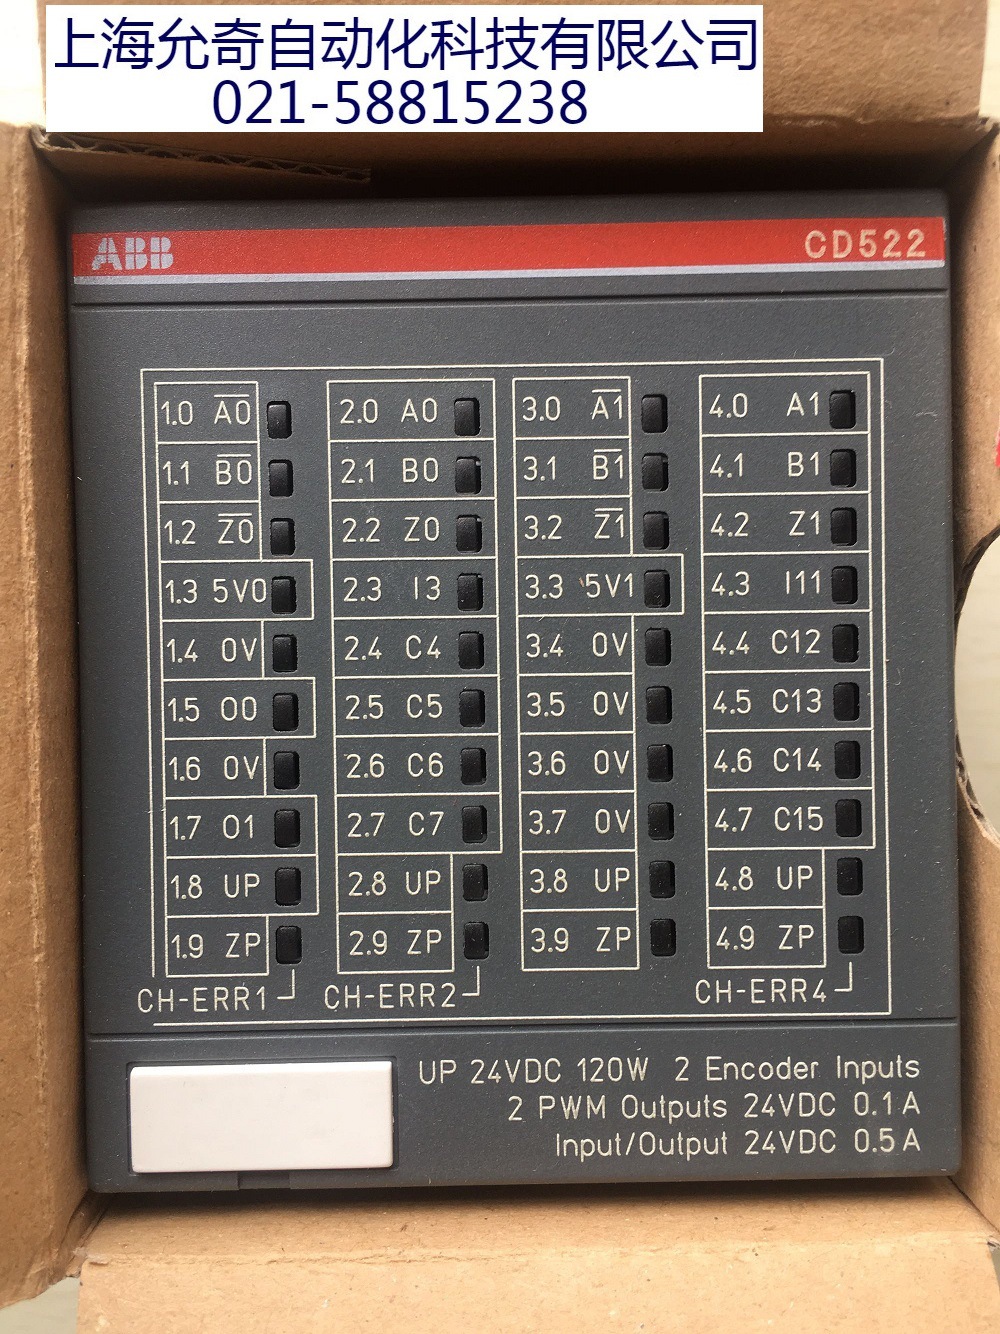 上海允奇自动化科技有限公司
021-58815238
ABB CD522
1.0 A̅0̅ 2.0 A0 3.0 A̅1̅ 4.0 A1
1.1 B̅0̅ 2.1 B0 3.1 B̅1̅ 4.1 B1
1.2 Z̅0̅ 2.2 Z0 3.2 Z̅1̅ 4.2 Z1
1.3 5V0 2.3 I3 3.3 5V1 4.3 I11
1.4 0V 2.4 C4 3.4 0V 4.4 C12
1.5 O0 2.5 C5 3.5 0V 4.5 C13
1.6 0V 2.6 C6 3.6 0V 4.6 C14
1.7 O1 2.7 C7 3.7 0V 4.7 C15
1.8 UP 2.8 UP 3.8 UP 4.8 UP
1.9 ZP 2.9 ZP 3.9 ZP 4.9 ZP
CH-ERR1 CH-ERR2 CH-ERR4
UP 24VDC 120W 2 Encoder Inputs
2 PWM Outputs 24VDC 0.1A
Input/Output 24VDC 0.5A